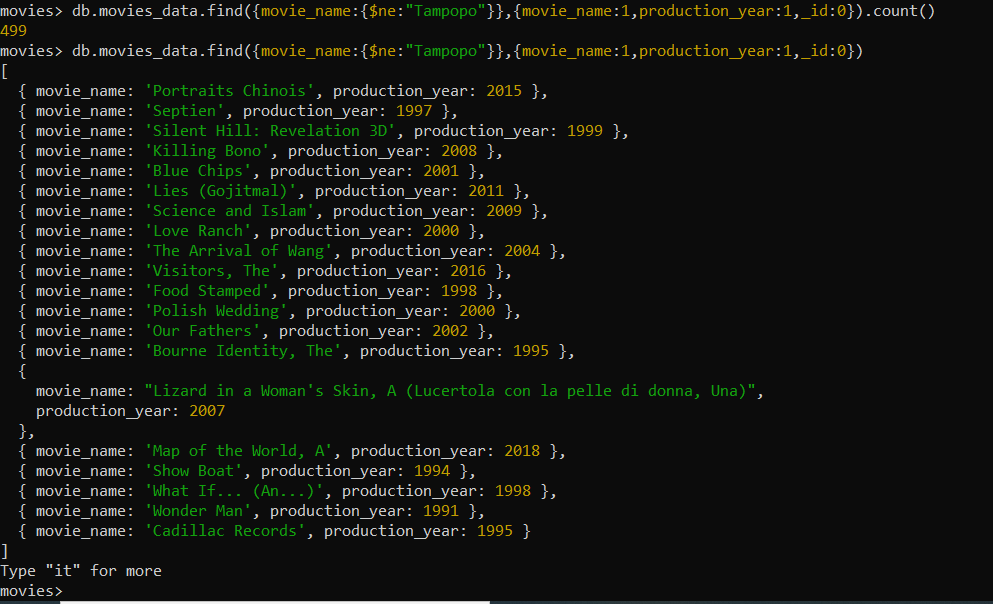 movies> db.movies_data.find({movie_name:{$ne:"Tampopo"}},{movie_name:1,production_year:1,_id:0}).count()
499
movies> db.movies_data.find({movie_name:{$ne:"Tampopo"}},{movie_name:1,production_year:1,_id:0})
[
  { movie_name: 'Portraits Chinois', production_year: 2015 },
  { movie_name: 'Septien', production_year: 1997 },
  { movie_name: 'Silent Hill: Revelation 3D', production_year: 1999 },
  { movie_name: 'Killing Bono', production_year: 2008 },
  { movie_name: 'Blue Chips', production_year: 2001 },
  { movie_name: 'Lies (Gojitmal)', production_year: 2011 },
  { movie_name: 'Science and Islam', production_year: 2009 },
  { movie_name: 'Love Ranch', production_year: 2000 },
  { movie_name: 'The Arrival of Wang', production_year: 2004 },
  { movie_name: 'Visitors, The', production_year: 2016 },
  { movie_name: 'Food Stamped', production_year: 1998 },
  { movie_name: 'Polish Wedding', production_year: 2000 },
  { movie_name: 'Our Fathers', production_year: 2002 },
  { movie_name: 'Bourne Identity, The', production_year: 1995 },
  {
    movie_name: "Lizard in a Woman's Skin, A (Lucertola con la pelle di donna, Una)",
    production_year: 2007
  },
  { movie_name: 'Map of the World, A', production_year: 2018 },
  { movie_name: 'Show Boat', production_year: 1994 },
  { movie_name: 'What If... (An...)', production_year: 1998 },
  { movie_name: 'Wonder Man', production_year: 1991 },
  { movie_name: 'Cadillac Records', production_year: 1995 }
]
Type "it" for more
movies>